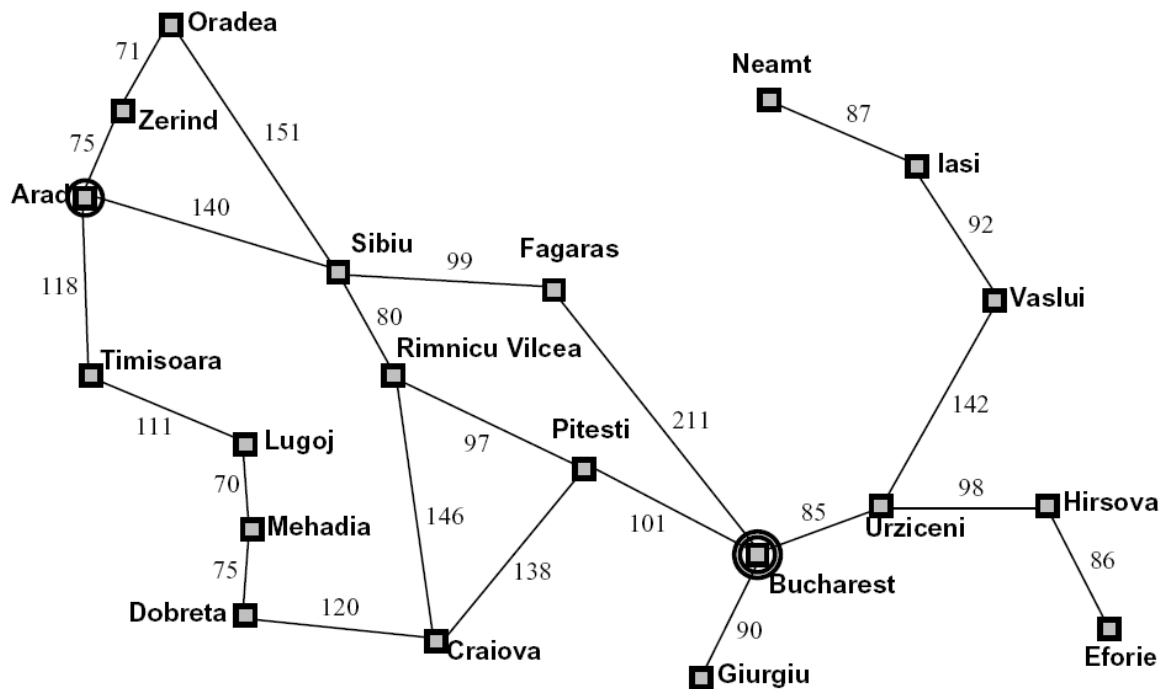 Oradea
71
Neamt
87
Zerind
151
75
Iasi
Arad
140
92
Sibiu
Fagaras
99
118
Vaslui
80
Timisoara
Rimnicu Vilcea
142
211
111
Lugoj
97
Pitesti
70
98
Hirsova
146
101
85
Mehadia
Urziceni
86
75
138
Bucharest
Dobreta
120
90
Craiova
Eforie
Giurgiu